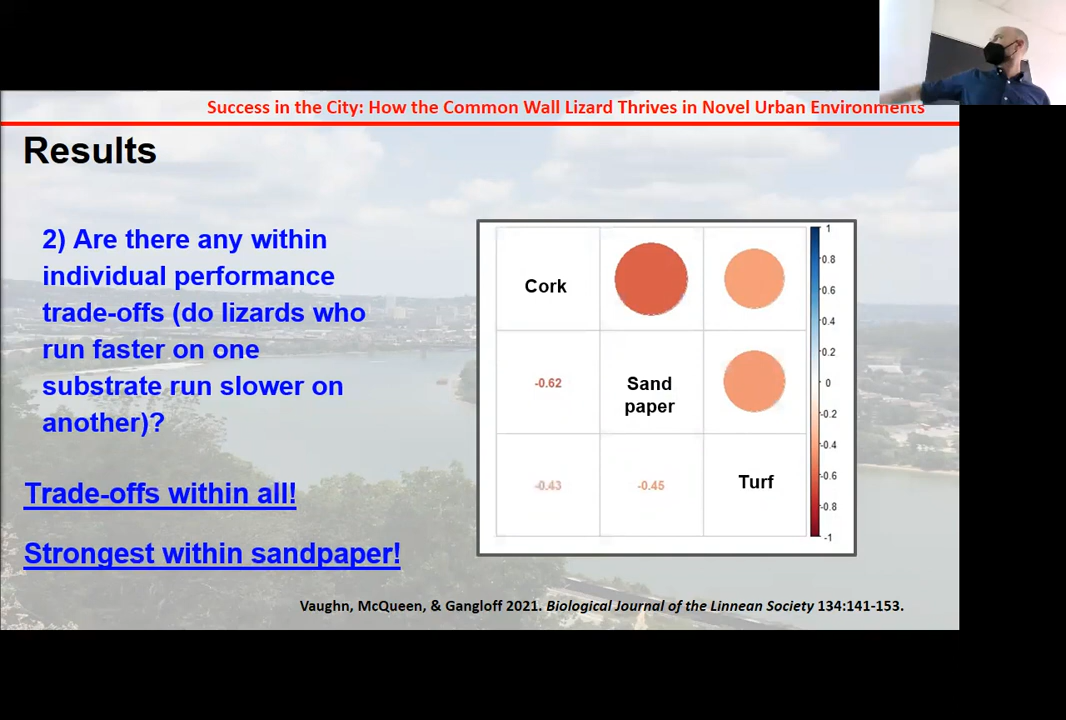 Success in the City: How the Common Wall Lizard Thrives in Novel Urban Environments
Results
2) Are there any within
individual performance
trade-offs (do lizards who
run faster on one
substrate run slower on
another)?
Trade-offs within all!
Strongest within sandpaper!
Cork
-0.62
Sand
paper
-0.43
-0.45
Turf
1
0.8
0.6
0.4
0.2
0
-0.2
-0.4
-0.6
-0.8
-1
Vaughn, McQueen, & Gangloff 2021. Biological Journal of the Linnean Society 134:141-153.